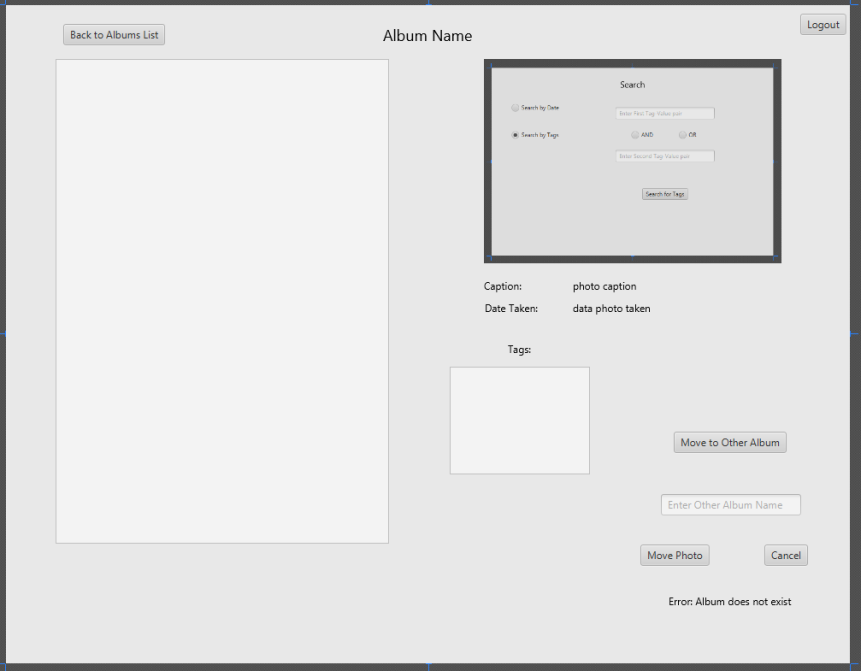 Logout
Back to Albums List
Album Name
Search
Search by Date
Enter First Tag: Value pair
Search by Tags
AND
OR
Enter Second Tag: Value pair
Search for Tags
Caption: photo caption
Date Taken: data photo taken
Tags:
Move to Other Album
Enter Other Album Name
Move Photo
Cancel
Error: Album does not exist